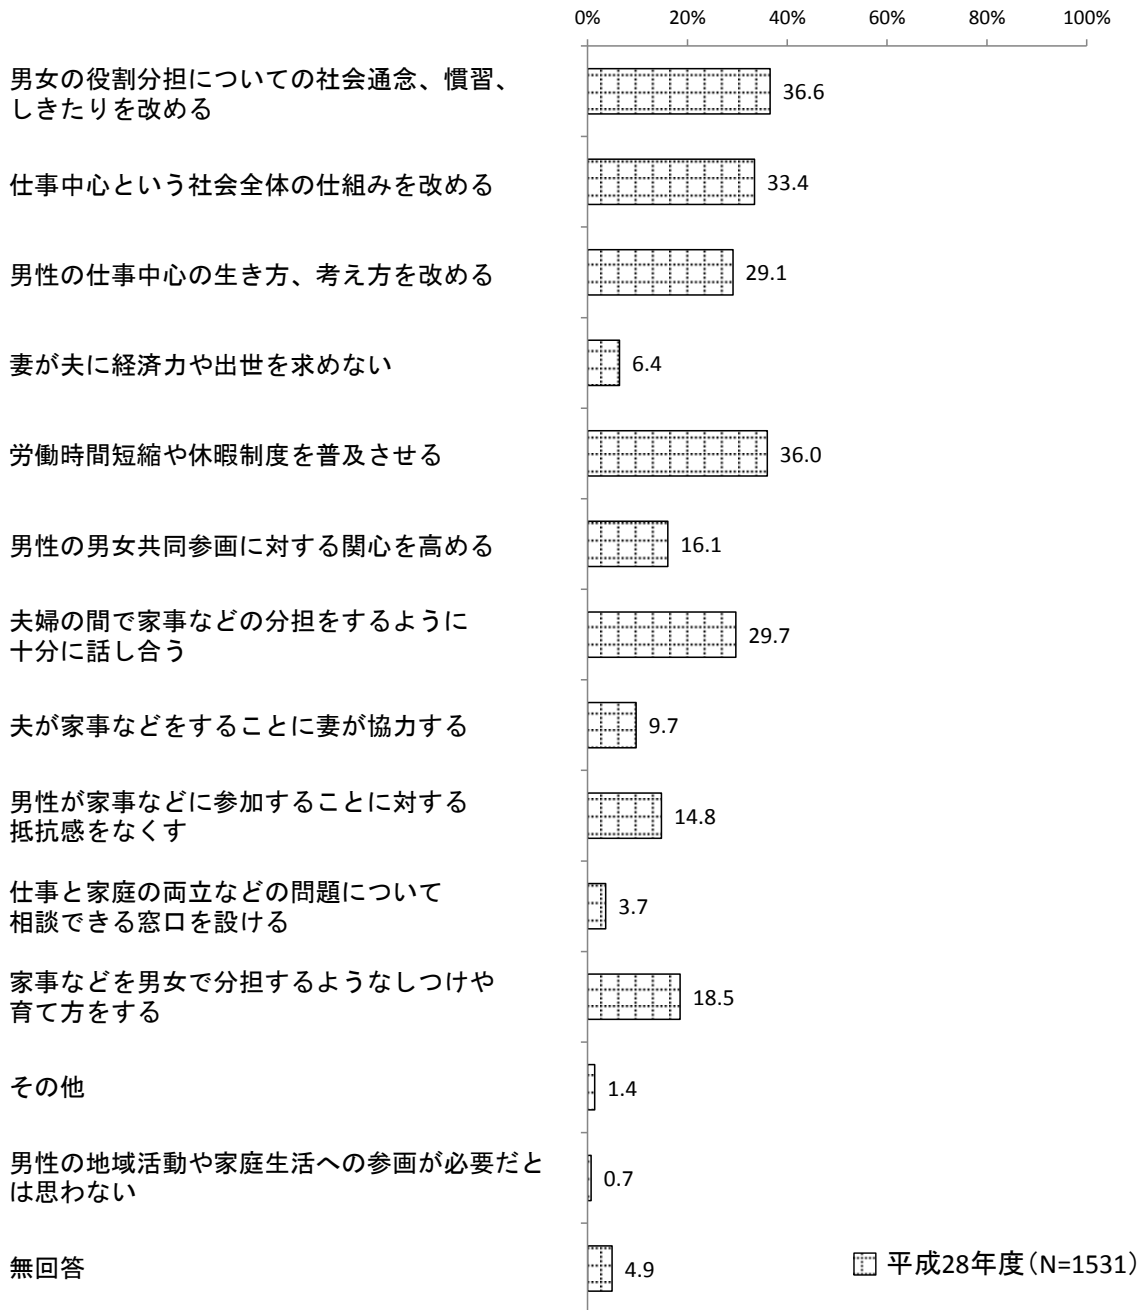 0% 20% 40% 60% 80% 100%
男女の役割分担についての社会通念、慣習、
しきたりを改める
36.6
仕事中心という社会全体の仕組みを改める
33.4
男性の仕事中心の生き方、考え方を改める
29.1
妻が夫に経済力や出世を求めない
6.4
労働時間短縮や休暇制度を普及させる
36.0
男性の男女共同参画に対する関心を高める
16.1
夫婦の間で家事などの分担をするように
十分に話し合う
29.7
夫が家事などをすることに妻が協力する
9.7
男性が家事などに参加することに対する
抵抗感をなくす
14.8
仕事と家庭の両立などの問題について
相談できる窓口を設ける
3.7
家事などを男女で分担するようなしつけや
育て方をする
18.5
その他
1.4
男性の地域活動や家庭生活への参画が必要だと
は思わない
0.7
無回答
4.9
平成28年度(N=1531)